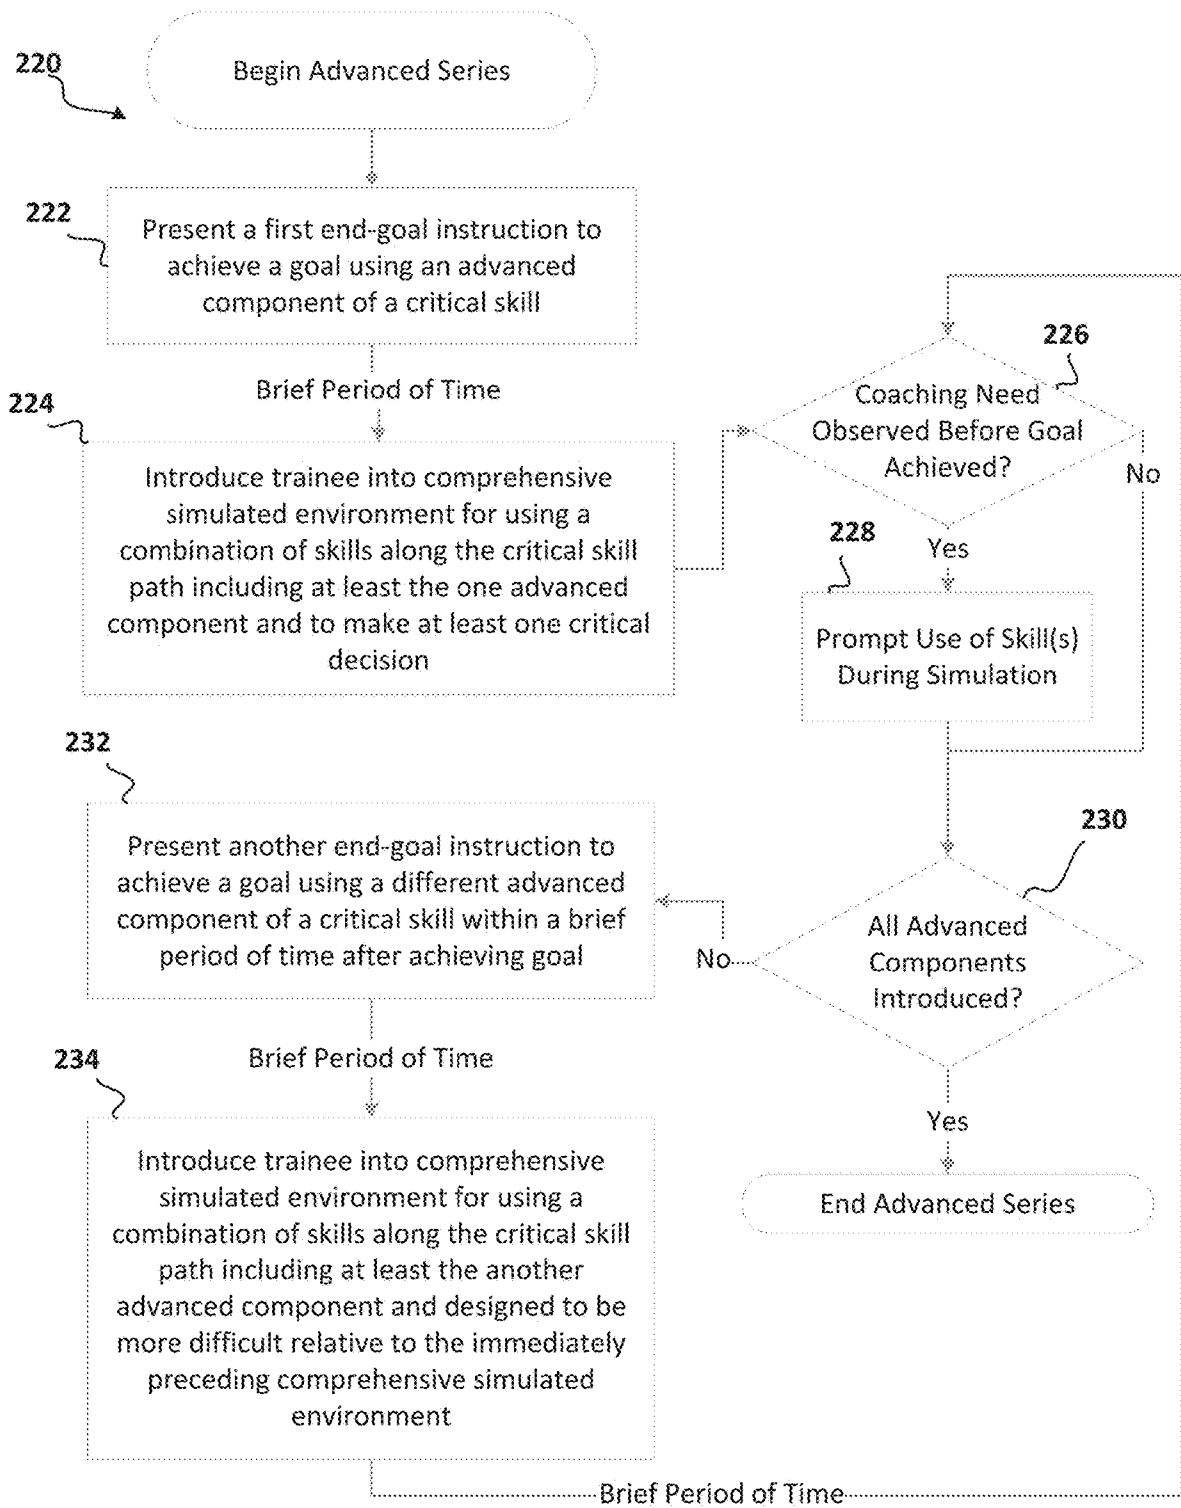 220
Begin Advanced Series
222
Present a first end-goal instruction to
achieve a goal using an advanced
component of a critical skill
Brief Period of Time
224
Introduce trainee into comprehensive
simulated environment for using a
combination of skills along the critical skill
path including at least the one advanced
component and to make at least one critical
decision
226
Coaching Need
Observed Before Goal
Achieved?
No
Yes
228
Prompt Use of Skill(s)
During Simulation
230
All Advanced
Components
Introduced?
No
Yes
End Advanced Series
232
Present another end-goal instruction to
achieve a goal using a different advanced
component of a critical skill within a brief
period of time after achieving goal
Brief Period of Time
234
Introduce trainee into comprehensive
simulated environment for using a
combination of skills along the critical skill
path including at least the another
advanced component and designed to be
more difficult relative to the immediately
preceding comprehensive simulated
environment
Brief Period of Time